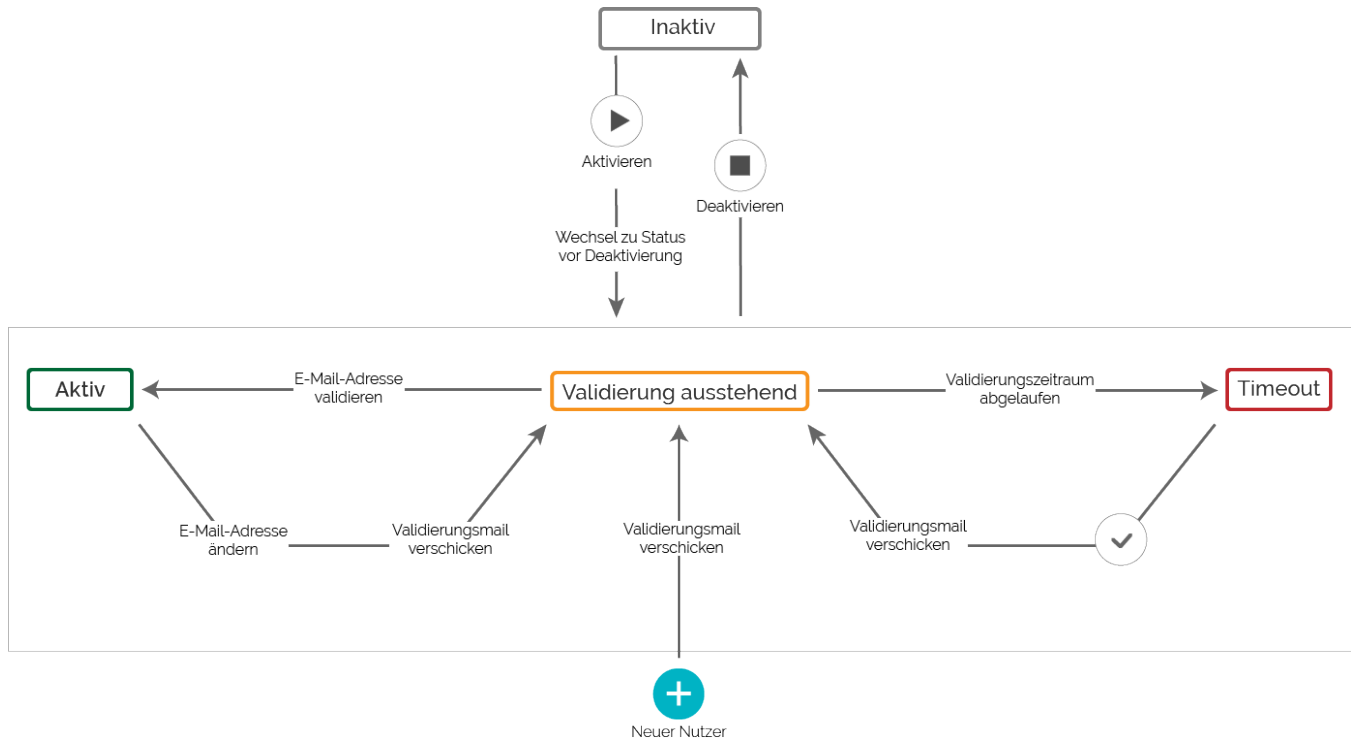 Inaktiv
Aktivieren
Deaktivieren
Wechsel zu Status
vor Deaktivierung
Aktiv
E-Mail-Adresse
validieren
Validierung ausstehend
Validierungszeitraum
abgelaufen
Timeout
E-Mail-Adresse
ändern
Validierungsmail
verschicken
Validierungsmail
verschicken
Validierungsmail
verschicken
Neuer Nutzer